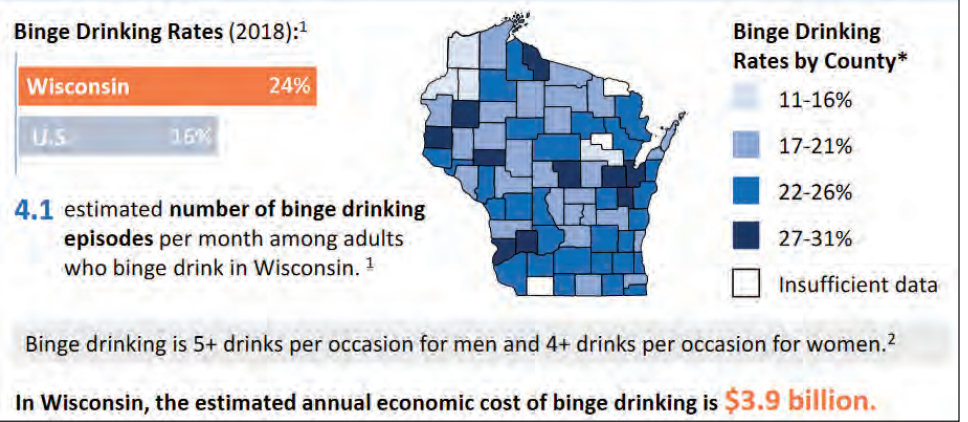 Binge Drinking Rates (2018):¹
Wisconsin 24%
U.S. 16%
4.1 estimated number of binge drinking
episodes per month among adults
who binge drink in Wisconsin. ¹
Binge Drinking
Rates by County*
11-16%
17-21%
22-26%
27-31%
Insufficient data
Binge drinking is 5+ drinks per occasion for men and 4+ drinks per occasion for women.²
In Wisconsin, the estimated annual economic cost of binge drinking is $3.9 billion.